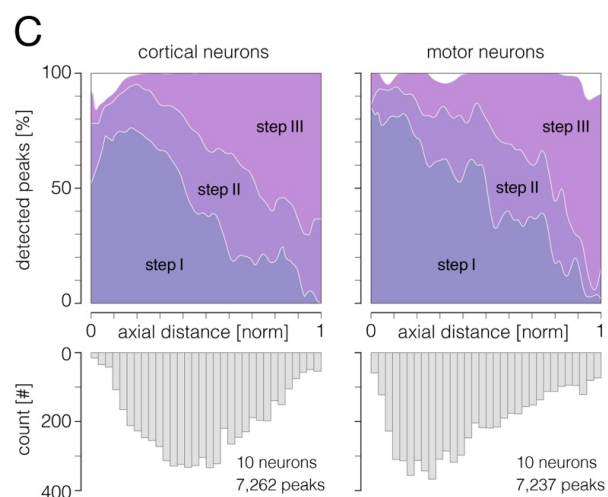 C
cortical neurons
motor neurons
detected peaks [%]
100
50
0
step I
step II
step III
step I
step II
step III
0 axial distance [norm] 1
0 axial distance [norm] 1
count [#]
0
200
400
10 neurons
7,262 peaks
10 neurons
7,237 peaks